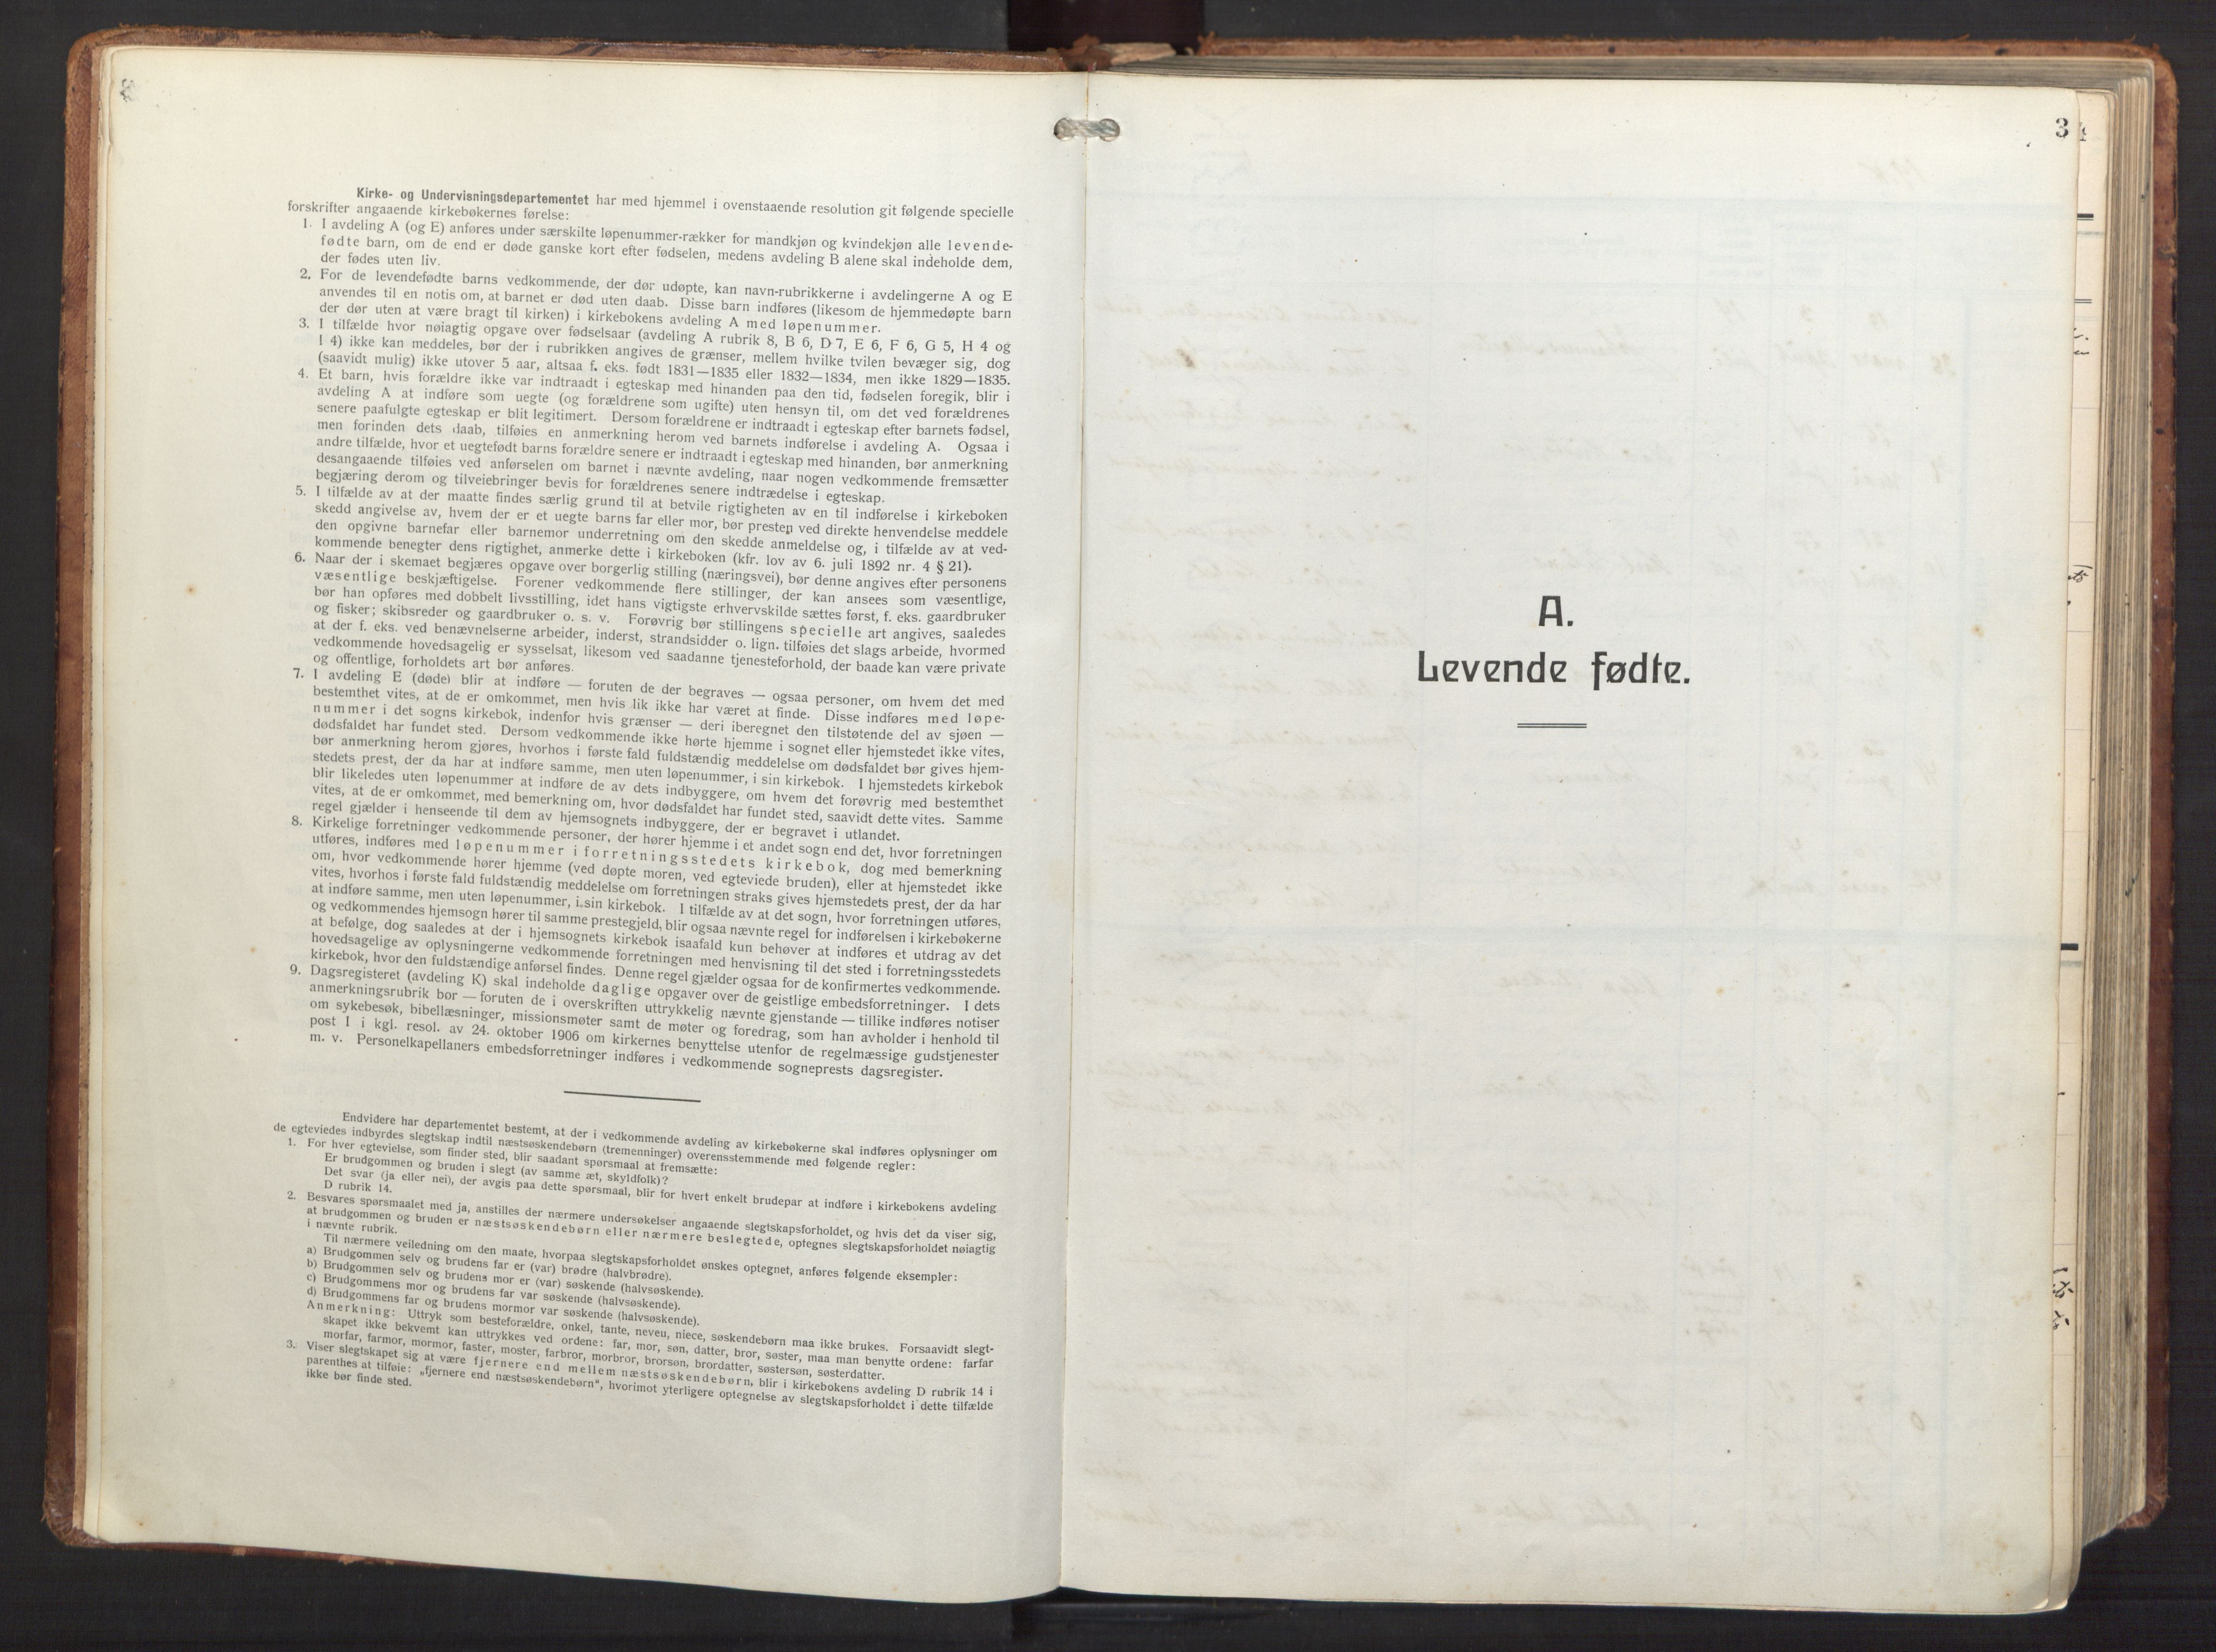 Kirke- og Undervisningsdepartementet har med hjemmel i ovenstaaende resolution git følgende specielle
forskrifter angaaende kirkebøkernes førelse:
1. I avdeling A (og E) anføres under særskilte løpenummer-rækker for mandkjøn og kvindekjøn alle levende-
fødte barn, om de end er døde ganske kort efter fødselen, medens avdeling B alene skal indeholde dem,
der fødes uten liv.
2. For de levendefødte barns vedkommende, der dør udøpte, kan navn-rubrikkerne i avdelingerne A og E
anvendes til en notis om, at barnet er død uten daab. Disse barn indføres (likesom de hjemmedøpte barn
der dør uten at være bragt til kirken) i kirkebokens avdeling A med løpenummer.
3. I tilfælde hvor nøiagtig opgave over fødselsaar (avdeling A rubrik 8, B 6, D 7, E 6, F 6, G 5, H 4 og
I 4) ikke kan meddeles, bør der i rubrikken angives de grænser, mellem hvilke tvilen bevæger sig, dog
(saavidt mulig) ikke utover 5 aar, altsaa f. eks. født 1831—1835 eller 1832—1834, men ikke 1829—1835.
4. Et barn, hvis forældre ikke var indtraadt i egteskap med hinanden paa den tid, fødselen foregik, blir i
avdeling A at indføre som uegte (og forældrene som ugifte) uten hensyn til, om det ved forældrenes
senere paafulgte egteskap er blit legitimert. Dersom forældrene er indtraadt i egteskap efter barnets fødsel,
men forinden dets daab, tilføies en anmerkning herom ved barnets indførelse i avdeling A. Ogsaa i
andre tilfælde, hvor et uegtefødt barns forældre senere er indtraadt i egteskap med hinanden, bør anmerkning
desangaaende tilføies ved anførselen om barnet i nævnte avdeling, naar nogen vedkommende fremsætter
begjæring derom og tilveiebringer bevis for forældrenes senere indtrædelse i egteskap.
5. I tilfælde av at der maatte findes særlig grund til at betvile rigtigheten av en til indførelse i kirkeboken
skedd angivelse av, hvem der er et uegte barns far eller mor, bør presten ved direkte henvendelse meddele
den opgivne barnefar eller barnemor underretning om den skedde anmeldelse og, i tilfælde av at ved-
kommende benegter dens rigtighet, anmerke dette i kirkeboken (kfr. lov av 6. juli 1892 nr. 4 § 21).
6. Naar der i skemaet begjæres opgave over borgerlig stilling (næringsvei), bør denne angives efter personens
væsentlige beskjæftigelse. Forener vedkommende flere stillinger, der kan ansees som væsentlige,
bør han opføres med dobbelt livsstilling, idet hans vigtigste erhvervskilde sættes først, f. eks. gaardbruker
og fisker; skibsreder og gaardbruker o. s. v. Forøvrig bør stillingens specielle art angives, saaledes
at der f. eks. ved benævnelserne arbeider, inderst, strandsidder o. lign. tilføies det slags arbeide, hvormed
vedkommende hovedsagelig er sysselsat, likesom ved saadanne tjenesteforhold, der baade kan være private
og offentlige, forholdets art bør anføres.
7. I avdeling E (døde) blir at indføre — foruten de der begraves — ogsaa personer, om hvem det med
bestemthet vites, at de er omkommet, men hvis lik ikke har været at finde. Disse indføres med løpe-
nummer i det sogns kirkebok, indenfor hvis grænser — deri iberegnet den tilstøtende del av sjøen —
dødsfaldet har fundet sted. Dersom vedkommende ikke hørte hjemme i sognet eller hjemstedet ikke vites,
bør anmerkning herom gjøres, hvorhos i første fald fuldstændig meddelelse om dødsfaldet bør gives hjem-
stedets prest, der da har at indføre samme, men uten løpenummer, i sin kirkebok. I hjemstedets kirkebok
blir likeledes uten løpenummer at indføre de av dets indbyggere, om hvem det forøvrig med bestemthet
vites, at de er omkommet, med bemerkning om, hvor dødsfaldet har fundet sted, saavidt dette vites. Samme
regel gjælder i henseende til dem av hjemsognets indbyggere, der er begravet i utlandet.
8. Kirkelige forretninger vedkommende personer, der hører hjemme i et andet sogn end det, hvor forretningen
utføres, indføres med løpenummer i forretningsstedets kirkebok, dog med bemerkning
om, hvor vedkommende hører hjemme (ved døpte moren, ved egteviede bruden), eller at hjemstedet ikke
vites, hvorhos i første fald fuldstændig meddelelse om forretningen straks gives hjemstedets prest, der da har
at indføre samme, men uten løpenummer, i sin kirkebok. I tilfælde av at det sogn, hvor forretningen utføres,
og vedkommendes hjemsogn hører til samme prestegjeld, blir ogsaa nævnte regel for indførelsen i kirkebøkerne
at befølge, dog saaledes at der i hjemsognets kirkebok isaafald kun behøver at indføres et utdrag av det
hovedsagelige av oplysningerne vedkommende forretningen med henvisning til det sted i forretningsstedets
kirkebok, hvor den fuldstændige anførsel findes. Denne regel gjælder ogsaa for de konfirmertes vedkommende.
9. Dagsregisteret (avdeling K) skal indeholde daglige opgaver over de geistlige embedsforretninger. I dets
anmerkningsrubrik bør — foruten de i overskriften uttrykkelig nævnte gjenstande — tillike indføres notiser
om sykebesøk, bibellæsninger, missionsmøter samt de møter og foredrag, som han avholder i henhold til
post I i kgl. resol. av 24. oktober 1906 om kirkernes benyttelse utenfor de regelmæssige gudstjenester
m. v. Personelkapellaners embedsforretninger indføres i vedkommende sogneprests dagsregister.
Endvidere har departementet bestemt, at der i vedkommende avdeling av kirkebøkerne skal indføres oplysninger om
de egteviedes indbyrdes slegtskap indtil næstsøskendebørn (tremenninger) overensstemmende med følgende regler:
1. For hver egtevielse, som finder sted, blir saadant spørsmaal at fremsætte:
Er brudgommen og bruden i slegt (av samme æt, skyldfolk)?
Det svar (ja eller nei), der avgis paa dette spørsmaal, blir for hvert enkelt brudepar at indføre i kirkebokens avdeling
D rubrik 14.
2. Besvares spørsmaalet med ja, anstilles der nærmere undersøkelser angaaende slegtskapsforholdet, og hvis det da viser sig,
at brudgommen og bruden er næstsøskendebørn eller nærmere beslegtede, optegnes slegtskapsforholdet nøiagtig
i nævnte rubrik.
Til nærmere veiledning om den maate, hvorpaa slegtskapsforholdet ønskes optegnet, anføres følgende eksempler:
a) Brudgommen selv og brudens far er (var) brødre (halvbrødre).
b) Brudgommen selv og brudens mor er (var) søskende (halvsøskende).
c) Brudgommens mor og brudens far var søskende (halvsøskende).
d) Brudgommens far og brudens mormor var søskende (halvsøskende).
Anmerkning: Uttryk som besteforældre, onkel, tante, neveu, niece, søskendebørn maa ikke brukes. Forsaavidt slegt-
skapet ikke bekvemt kan uttrykkes ved ordene: far, mor, søn, datter, bror, søster, maa man benytte ordene: farfar
morfar, farmor, mormor, faster, moster, farbror, morbror, brorsøn, brordatter, søstersøn, søsterdatter.
3. Viser slegtskapet sig at være fjernere end mellem næstsøskendebørn, blir i kirkebokens avdeling D rubrik 14 i
parenthes at tilføie: „fjernere end næstsøskendebørn“, hvorimot yterligere optegnelse av slegtskapsforholdet i dette tilfælde
ikke bør finde sted.
3
A.
Levende fødte.